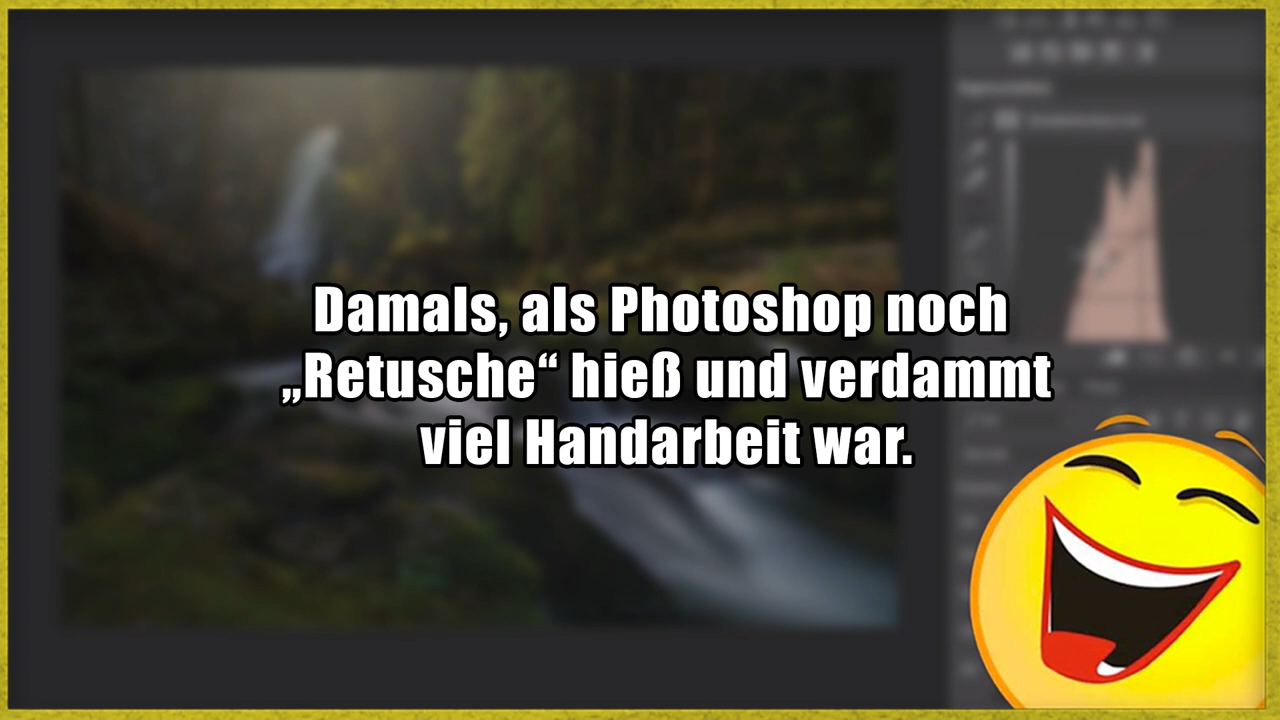 Damals, als Photoshop noch
„Retusche“ hieß und verdammt
viel Handarbeit war.